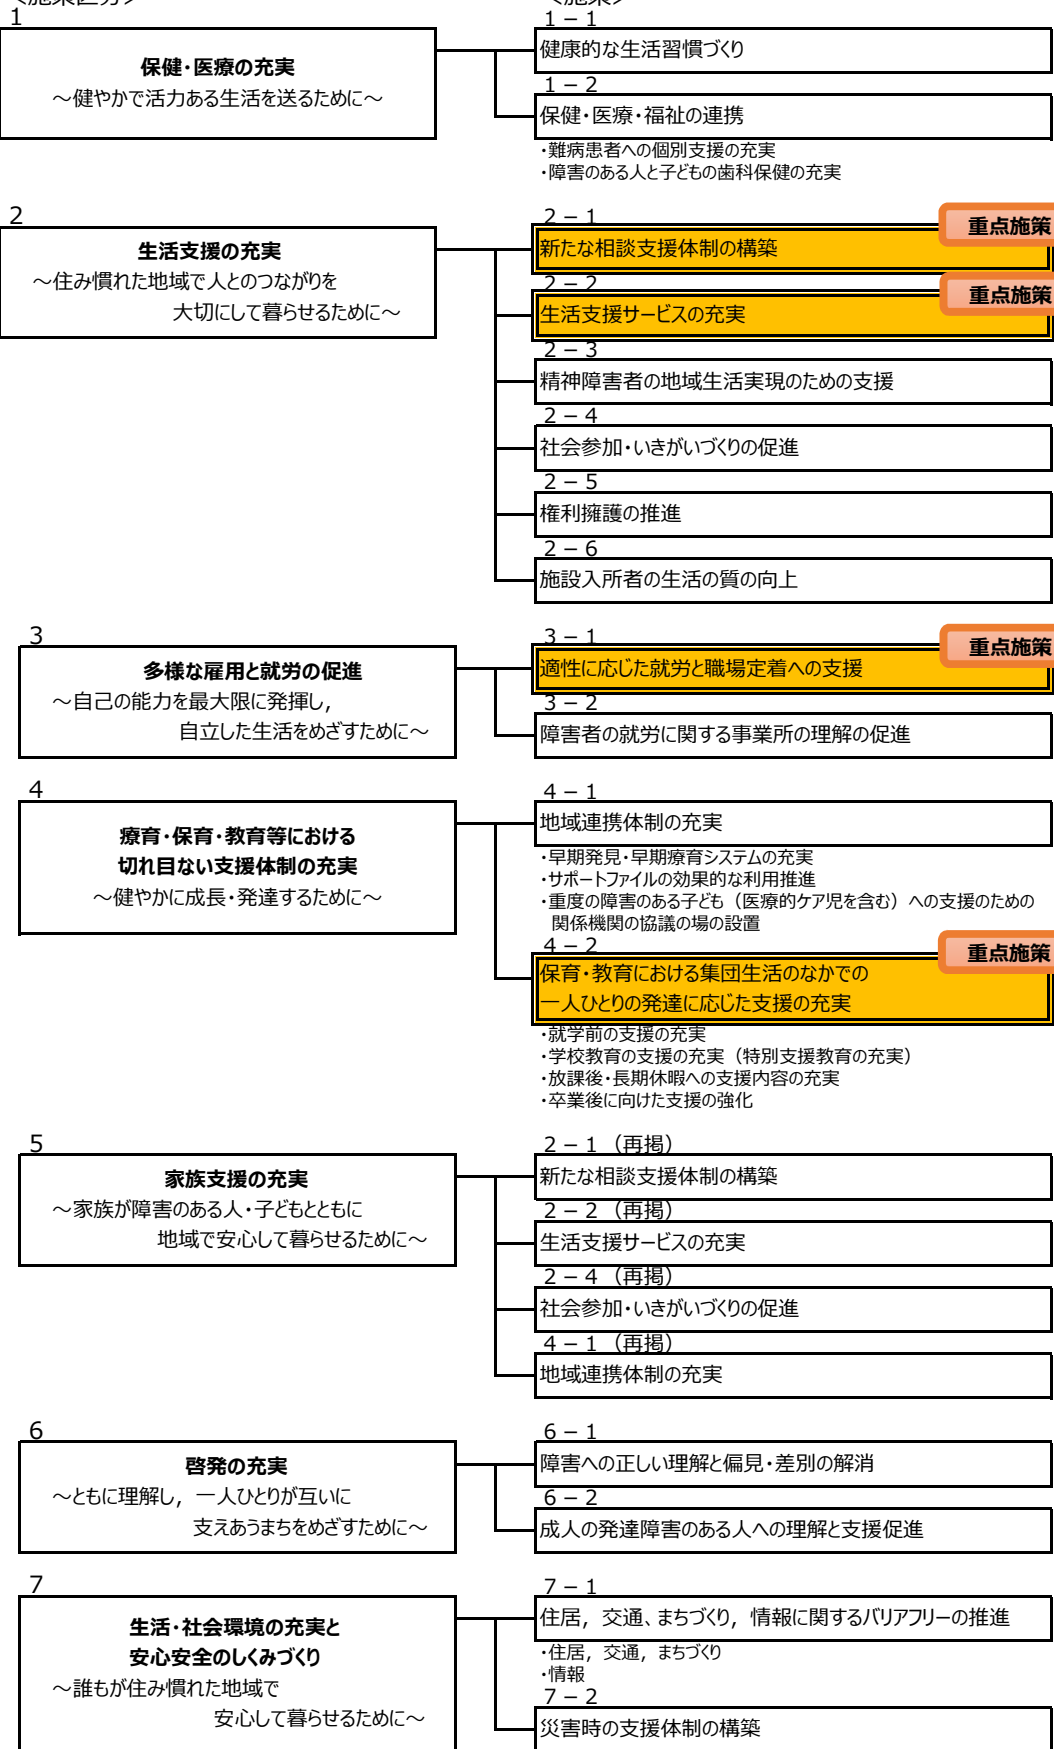 <施策区分>
<施策>
1
保健・医療の充実
～健やかで活力ある生活を送るために～
1－1
健康的な生活習慣づくり
1－2
保健・医療・福祉の連携
・難病患者への個別支援の充実
・障害のある人と子どもの歯科保健の充実
2
生活支援の充実
～住み慣れた地域で人とのつながりを
大切にして暮らせるために～
2－1
重点施策
新たな相談支援体制の構築
2－2
重点施策
生活支援サービスの充実
2－3
精神障害者の地域生活実現のための支援
2－4
社会参加・いきがいづくりの促進
2－5
権利擁護の推進
2－6
施設入所者の生活の質の向上
3
多様な雇用と就労の促進
～自己の能力を最大限に発揮し，
自立した生活をめざすために～
3－1
重点施策
適性に応じた就労と職場定着への支援
3－2
障害者の就労に関する事業所の理解の促進
4
療育・保育・教育等における
切れ目ない支援体制の充実
～健やかに成長・発達するために～
4－1
地域連携体制の充実
・早期発見・早期療育システムの充実
・サポートファイルの効果的な利用推進
・重度の障害のある子ども（医療的ケア児を含む）への支援のための
関係機関の協議の場の設置
4－2
重点施策
保育・教育における集団生活のなかでの
一人ひとりの発達に応じた支援の充実
・就学前の支援の充実
・学校教育の支援の充実（特別支援教育の充実）
・放課後・長期休暇への支援内容の充実
・卒業後に向けた支援の強化
5
家族支援の充実
～家族が障害のある人・子どもとともに
地域で安心して暮らせるために～
2－1（再掲）
新たな相談支援体制の構築
2－2（再掲）
生活支援サービスの充実
2－4（再掲）
社会参加・いきがいづくりの促進
4－1（再掲）
地域連携体制の充実
6
啓発の充実
～ともに理解し，一人ひとりが互いに
支えあうまちをめざすために～
6－1
障害への正しい理解と偏見・差別の解消
6－2
成人の発達障害のある人への理解と支援促進
7
生活・社会環境の充実と
安心安全のしくみづくり
～誰もが住み慣れた地域で
安心して暮らせるために～
7－1
住居，交通、まちづくり，情報に関するバリアフリーの推進
・住居，交通，まちづくり
・情報
7－2
災害時の支援体制の構築